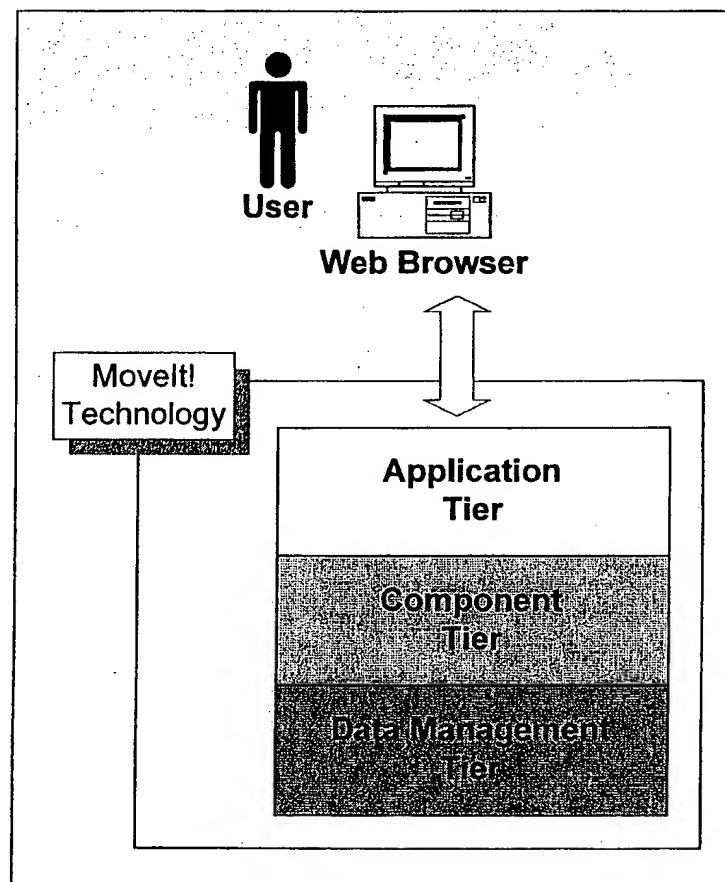 User
Web Browser
MoveIt!
Technology
Application
Tier
Component
Tier
Data Management
Tier